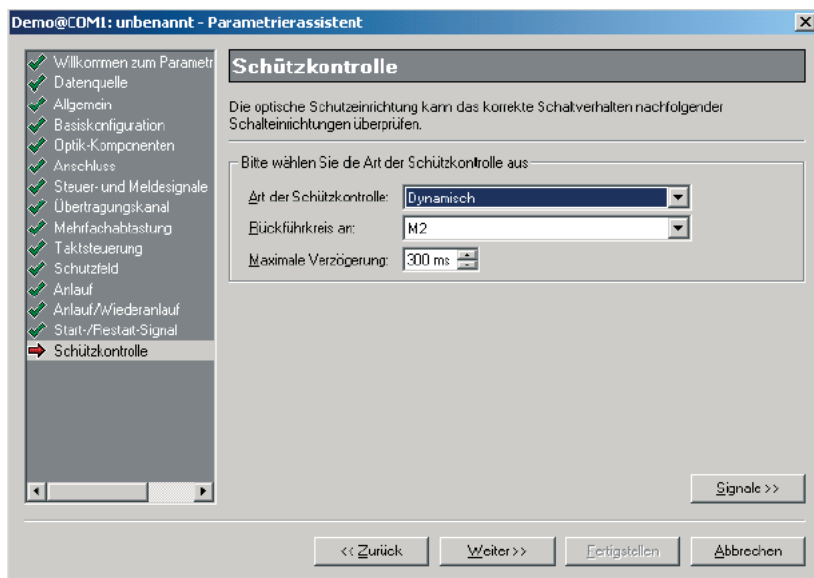 Demo@COM1: unbenannt - Parametrierassistent
Willkommen zum Parametr
Datenquelle
Allgemein
Basiskonfiguration
Optik-Komponenten
Anschluss
Steuer- und Meldesignale
Übertragungskanal
Mehrfachabtastung
Taktsteuerung
Schutzfeld
Anlauf
Anlauf/Wiederanlauf
Start-/Restart-Signal
Schützkontrolle
Schützkontrolle
Die optische Schutzeinrichtung kann das korrekte Schaltverhalten nachfolgender
Schalteinrichtungen überprüfen.
Bitte wählen Sie die Art der Schützkontrolle aus
Art der Schützkontrolle: Dynamisch
Rückführkreis an: M2
Maximale Verzögerung: 300 ms
Signale >>
<< Zurück
Weiter >>
Fertigstellen
Abbrechen